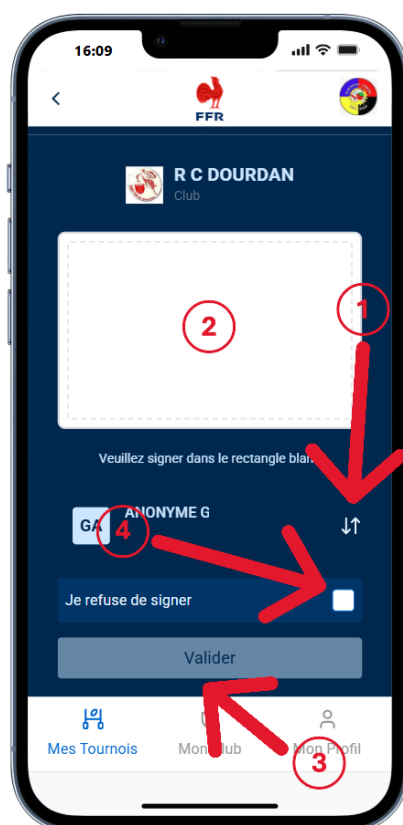 16:09
FFR
R C DOURDAN
Club
1
2
Veuillez signer dans le rectangle
ANONYME G
GA
4
Je refuse de signer
Valider
Mes Tournois
Mon Profil
3